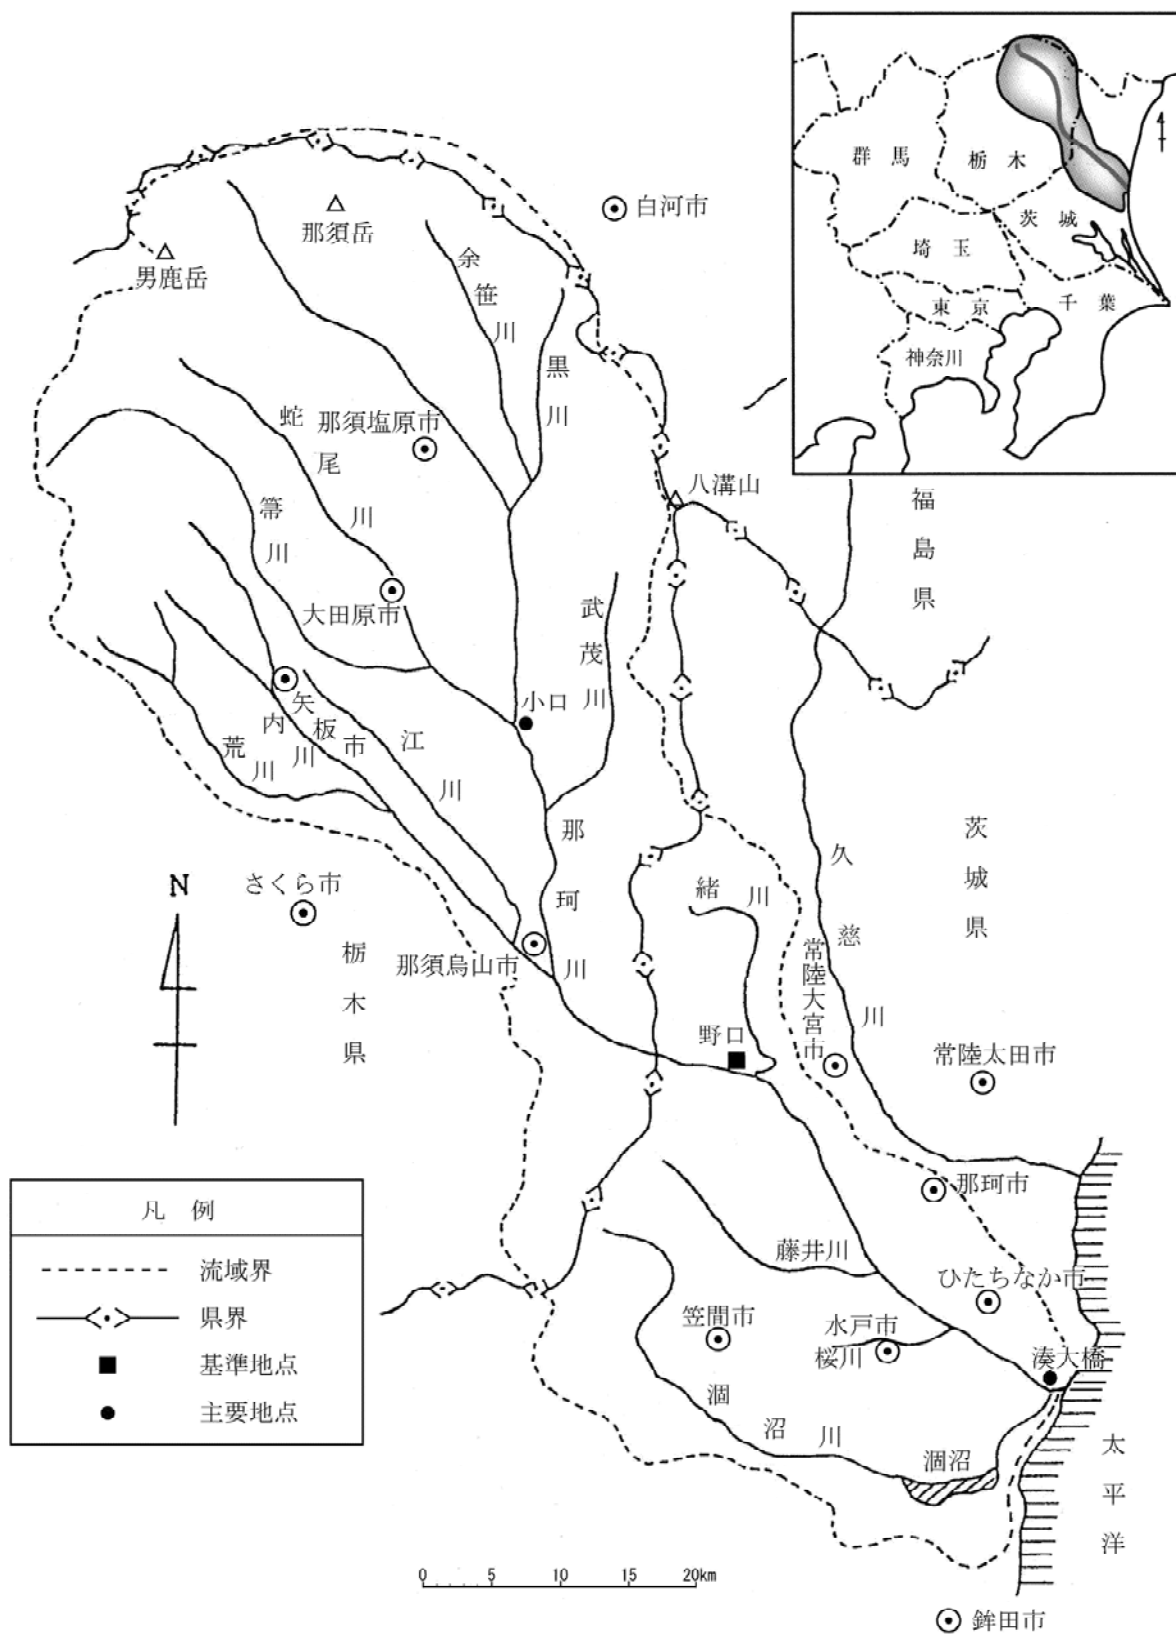 群馬
栃木
茨城
埼玉
東京
千葉
神奈川
白河市
那須岳
男鹿岳
余笹川
黒川
那須塩原市
蛇尾川
箒川
大田原市
八溝山
福島県
武茂川
小口
矢板市
内川
荒川
江川
那珂川
久慈川
茨城県
さくら市
N
栃木県
緒川
那須烏山市
常陸大宮市
野口
常陸太田市
那珂市
藤井川
ひたちなか市
笠間市
水戸市
桜川
湊大橋
涸沼川
涸沼
太平洋
凡例
流域界
県界
基準地点
主要地点
0 5 10 15 20km
鉾田市